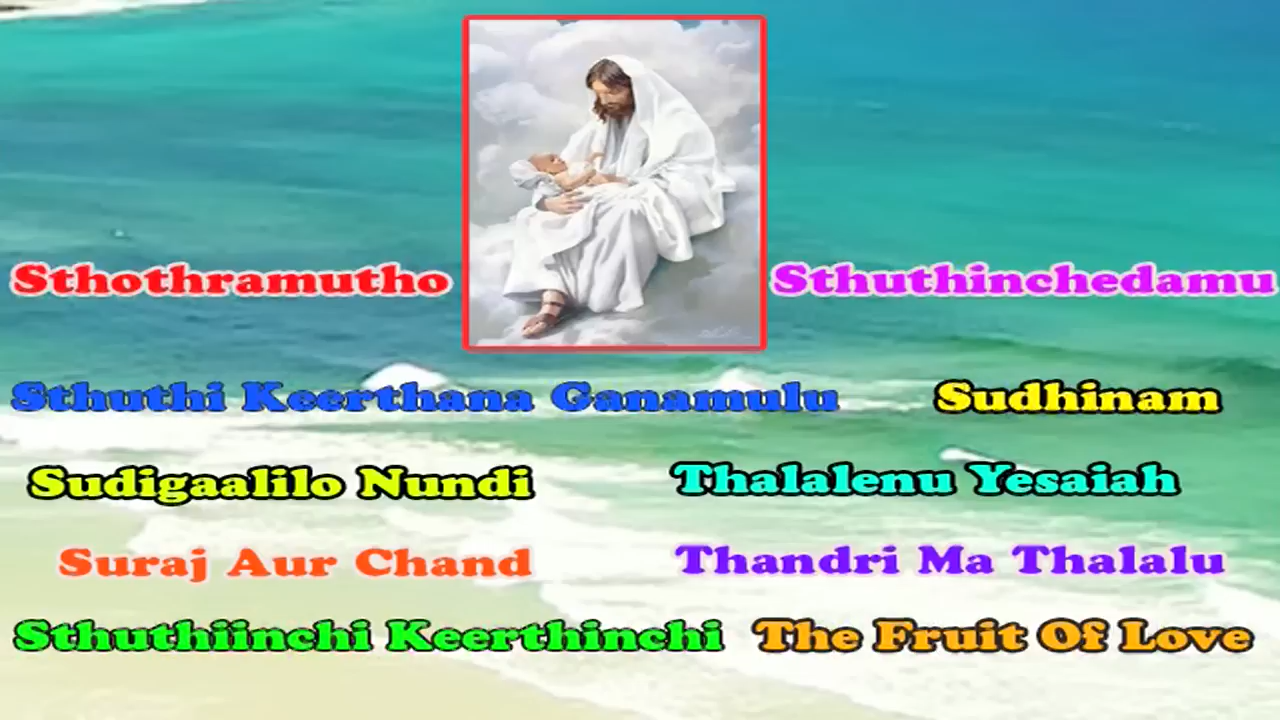 Sthothramutho
Sthuthinchedamu
Sthuthi Keerthana Ganamulu
Sudhinam
Sudigaalilo Nundi
Thalalenu Yesaiah
Suraj Aur Chand
Thandri Ma Thalalu
Sthuthiinchi Keerthinchi
The Fruit Of Love